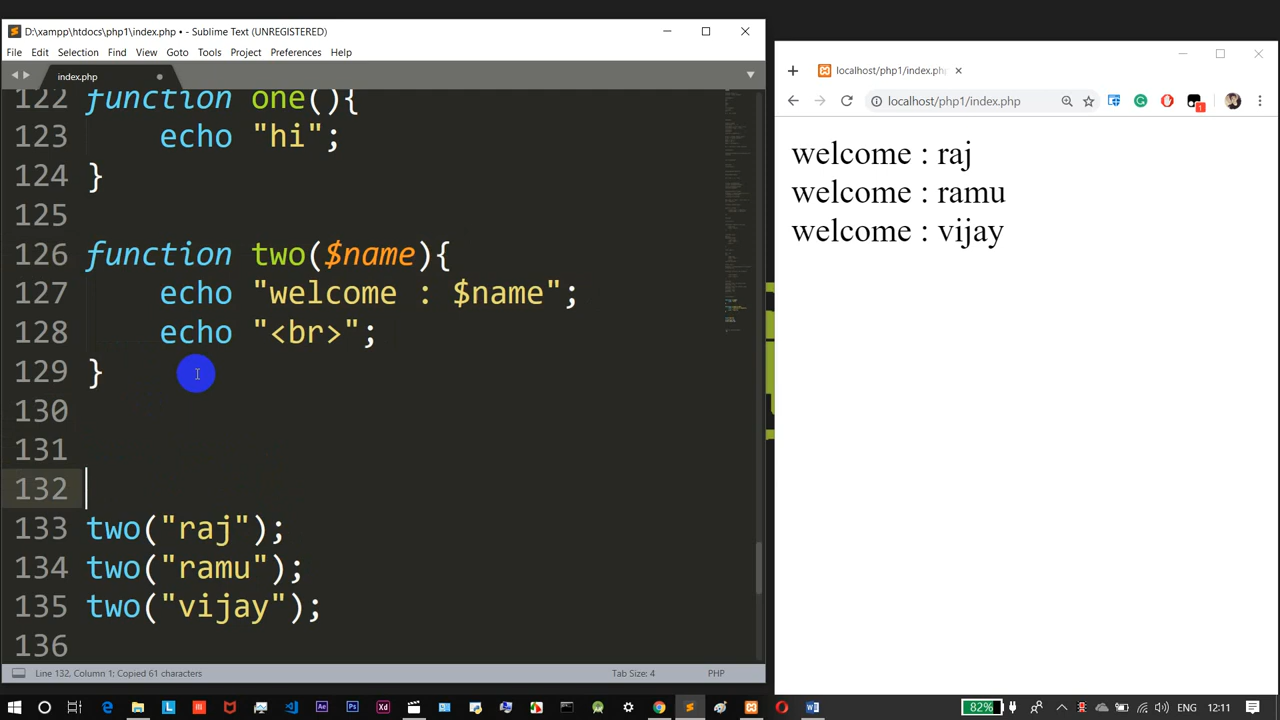 D:\xampp\htdocs\php1\index.php • - Sublime Text (UNREGISTERED)
File Edit Selection Find View Goto Tools Project Preferences Help
index.php
122 function one(){
123 echo "hi";
124 }
125
126 function two($name){
127 echo "welcome : $name";
128 echo "<br>";
129 }
130
131
132
133 two("raj");
134 two("ramu");
135 two("vijay");
136
Line 132, Column 1; Copied 61 characters
Tab Size: 4
PHP
localhost/php1/index.ph
localhost/php1/index.php
1
welcome : raj
welcome : ramu
welcome : vijay
82%
ENG
12:11